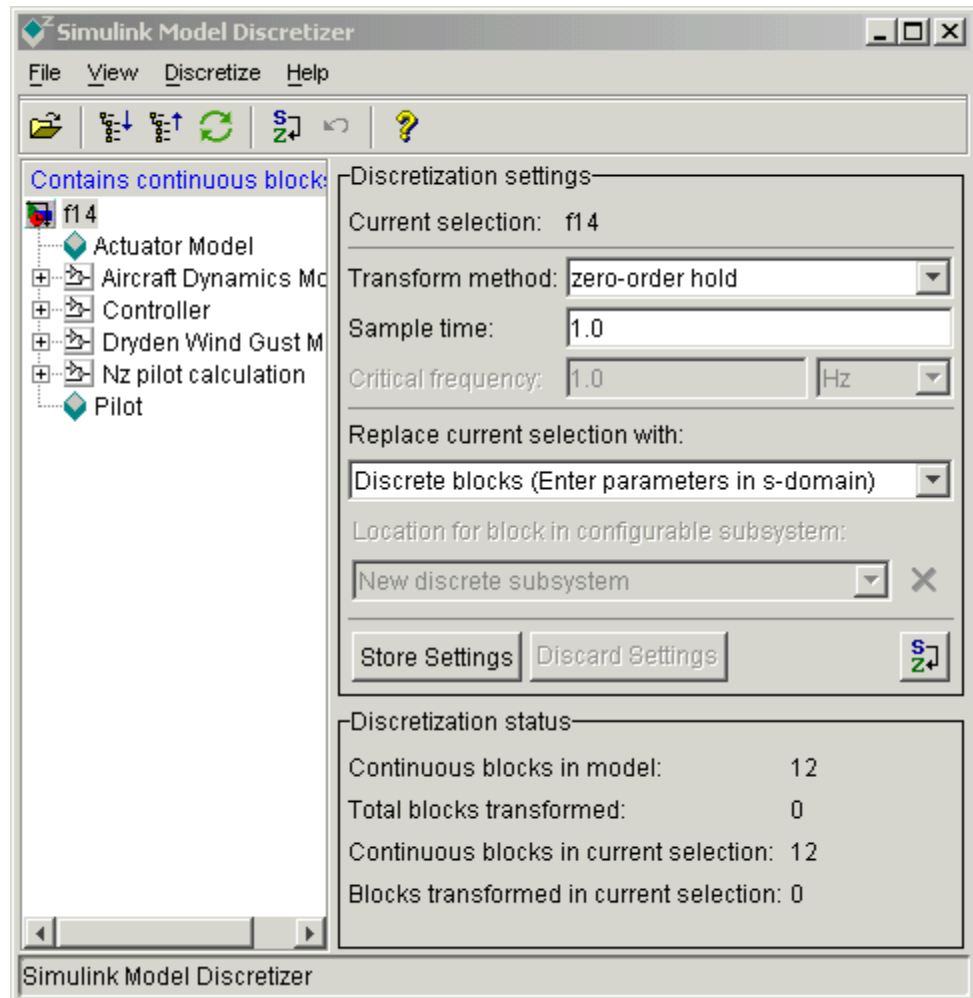 Simulink Model Discretizer
File View Discretize Help
Contains continuous block
f14
Actuator Model
Aircraft Dynamics Mo
Controller
Dryden Wind Gust M
Nz pilot calculation
Pilot
Discretization settings
Current selection: f14
Transform method: zero-order hold
Sample time: 1.0
Critical frequency: 1.0 Hz
Replace current selection with:
Discrete blocks (Enter parameters in s-domain)
Location for block in configurable subsystem:
New discrete subsystem
Store Settings Discard Settings
S
Z
Discretization status
Continuous blocks in model: 12
Total blocks transformed: 0
Continuous blocks in current selection: 12
Blocks transformed in current selection: 0
Simulink Model Discretizer